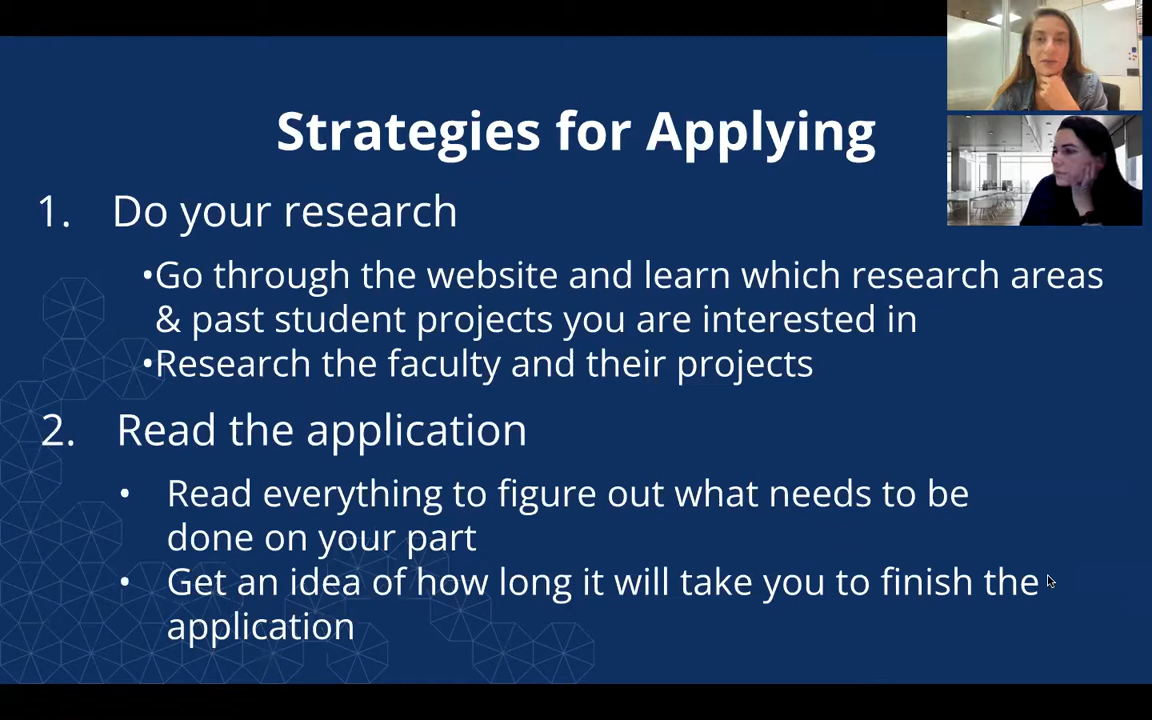 Strategies for Applying
1. Do your research
•Go through the website and learn which research areas
& past student projects you are interested in
•Research the faculty and their projects
2. Read the application
• Read everything to figure out what needs to be
done on your part
• Get an idea of how long it will take you to finish the
application